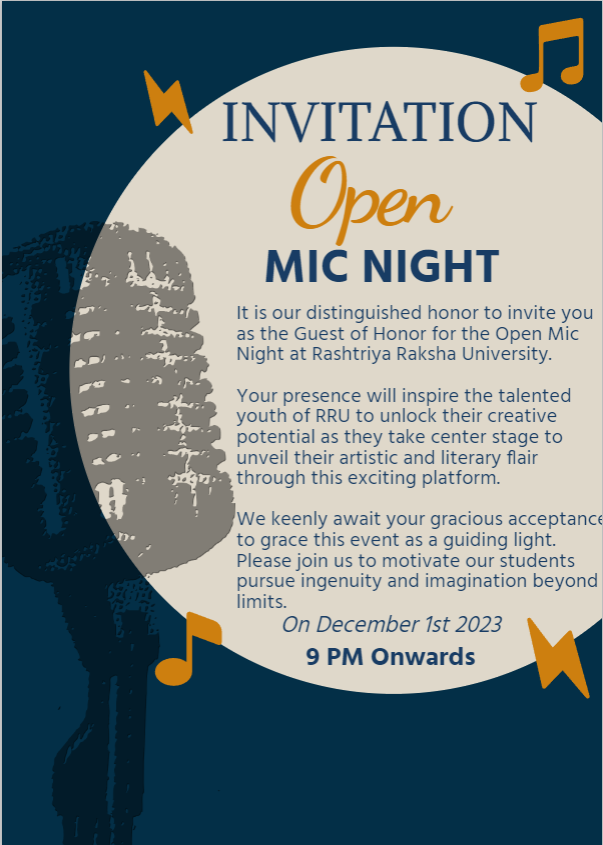 INVITATION
Open
MIC NIGHT
It is our distinguished honor to invite you
as the Guest of Honor for the Open Mic
Night at Rashtriya Raksha University.
Your presence will inspire the talented
youth of RRU to unlock their creative
potential as they take center stage to
unveil their artistic and literary flair
through this exciting platform.
We keenly await your gracious acceptance
to grace this event as a guiding light.
Please join us to motivate our students
pursue ingenuity and imagination beyond
limits.
On December 1st 2023
9 PM Onwards